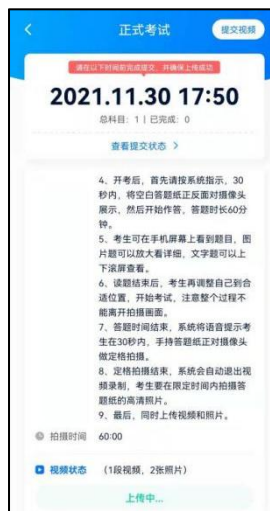 正式考试
提交视频
请在以下时间前完成提交，并确保上传成功
2021.11.30 17:50
总科目：1 | 已完成：0
查看提交状态 >
4、开考后，首先请按系统指示，30
秒内，将空白答题纸正反面对摄像头
展示，然后开始作答，答题时长60分
钟。
5、考生可在手机屏幕上看到题目，图
片题可以放大看详细，文字题可以上
下滚屏查看。
6、读题结束后，考生再调整自己到合
适位置，开始考试，注意整个过程不
能离开拍摄画面。
7、答题时间结束，系统将语音提示考
生在30秒内，手持答题纸正对摄像头
做定格拍摄。
8、定格拍摄结束，系统会自动退出视
频录制，考生要在限定时间内拍摄答
题纸的高清照片。
9、最后，同时上传视频和照片。
拍摄时间 60:00
视频状态 （1段视频，2张照片）
上传中...